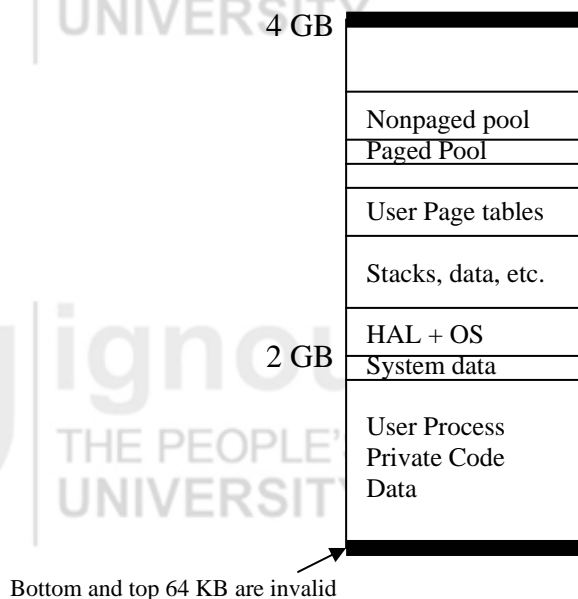 UNIVERSITY
4 GB
Nonpaged pool
Paged Pool
User Page tables
Stacks, data, etc.
HAL + OS
2 GB
System data
User Process
Private Code
Data
ignou
THE PEOPLE'S
UNIVERSITY
Bottom and top 64 KB are invalid